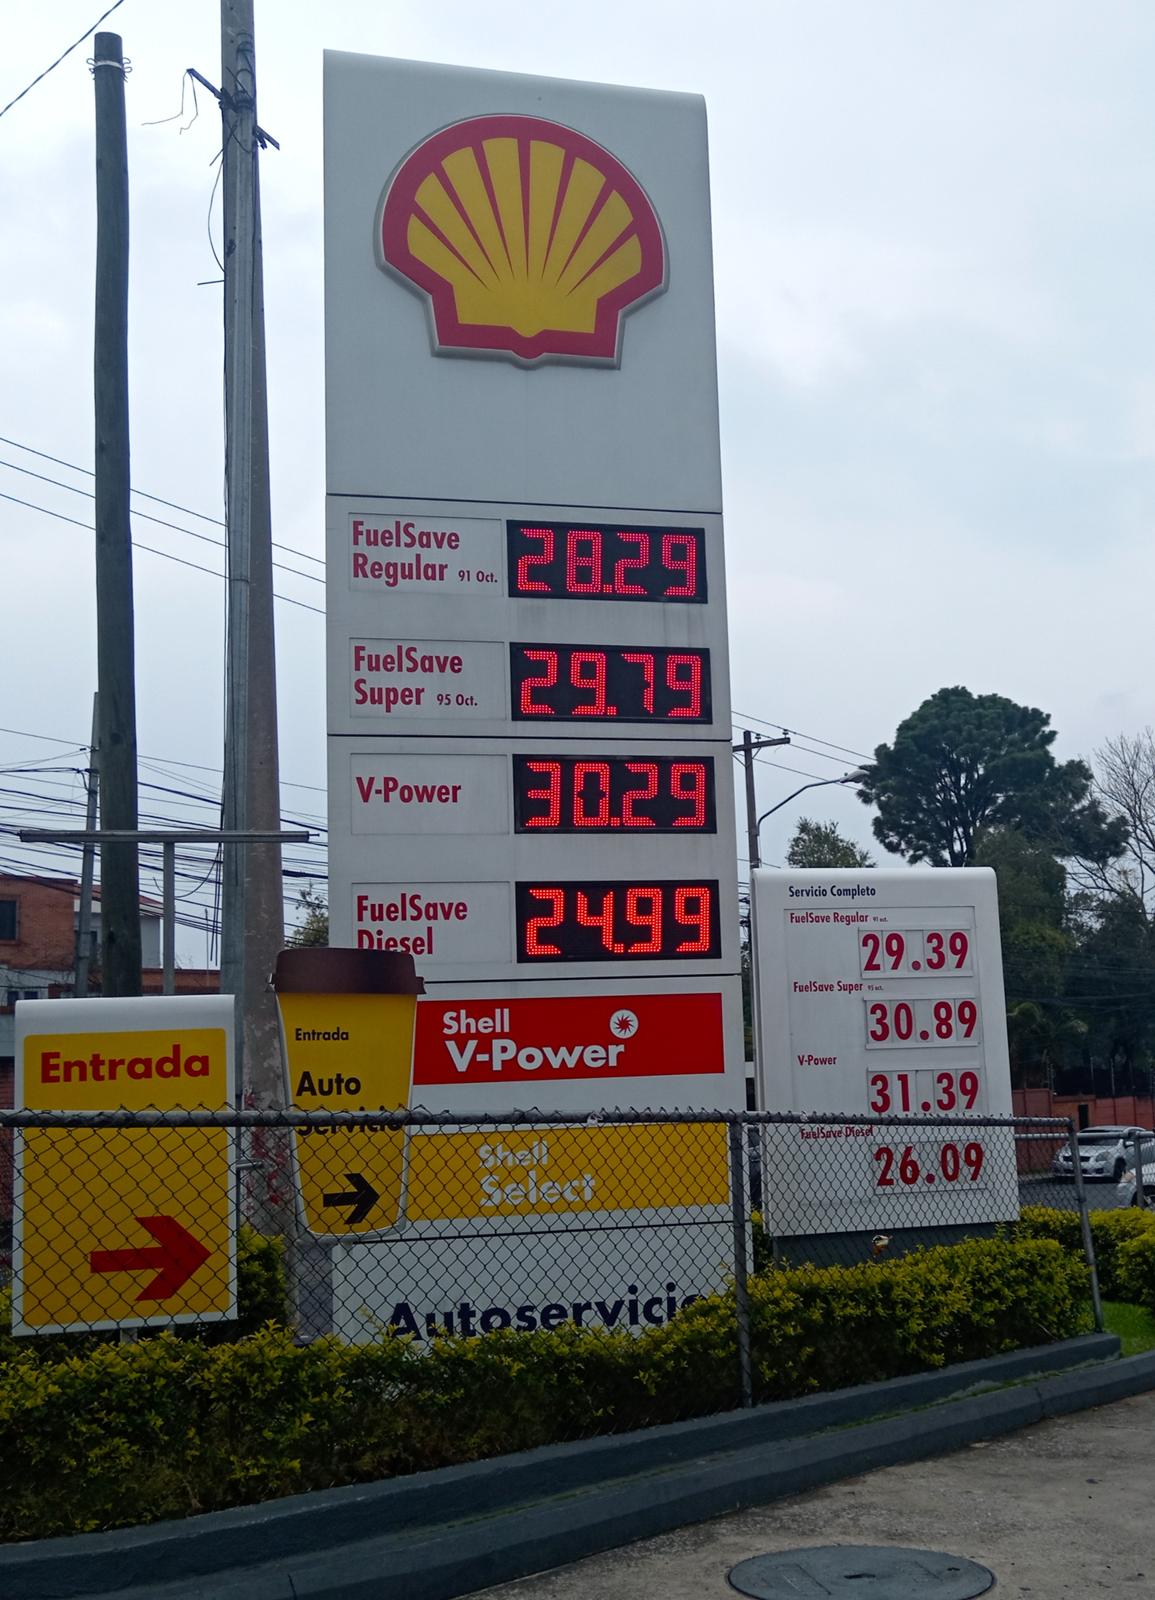 FuelSave
Regular 91 Oct.
28.29
FuelSave
Super 95 Oct.
29.79
V-Power
30.29
FuelSave
Diesel
24.99
Shell
V-Power
Shell
Select
Autoservicio
Entrada
Entrada
Auto
Servicio
Servicio Completo
FuelSave Regular 91 oct.
29.39
FuelSave Super 95 oct.
30.89
V-Power
31.39
FuelSave Diesel
26.09